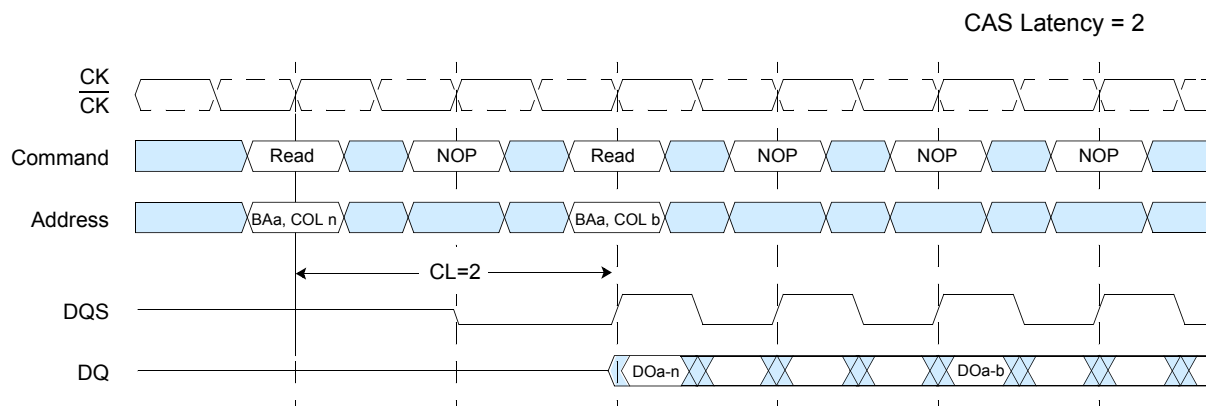 CAS Latency = 2
CK
CK
Command Read NOP Read NOP NOP NOP
Address BAa, COL n BAa, COL b
CL=2
DQS
DQ DOa-n DOa-b